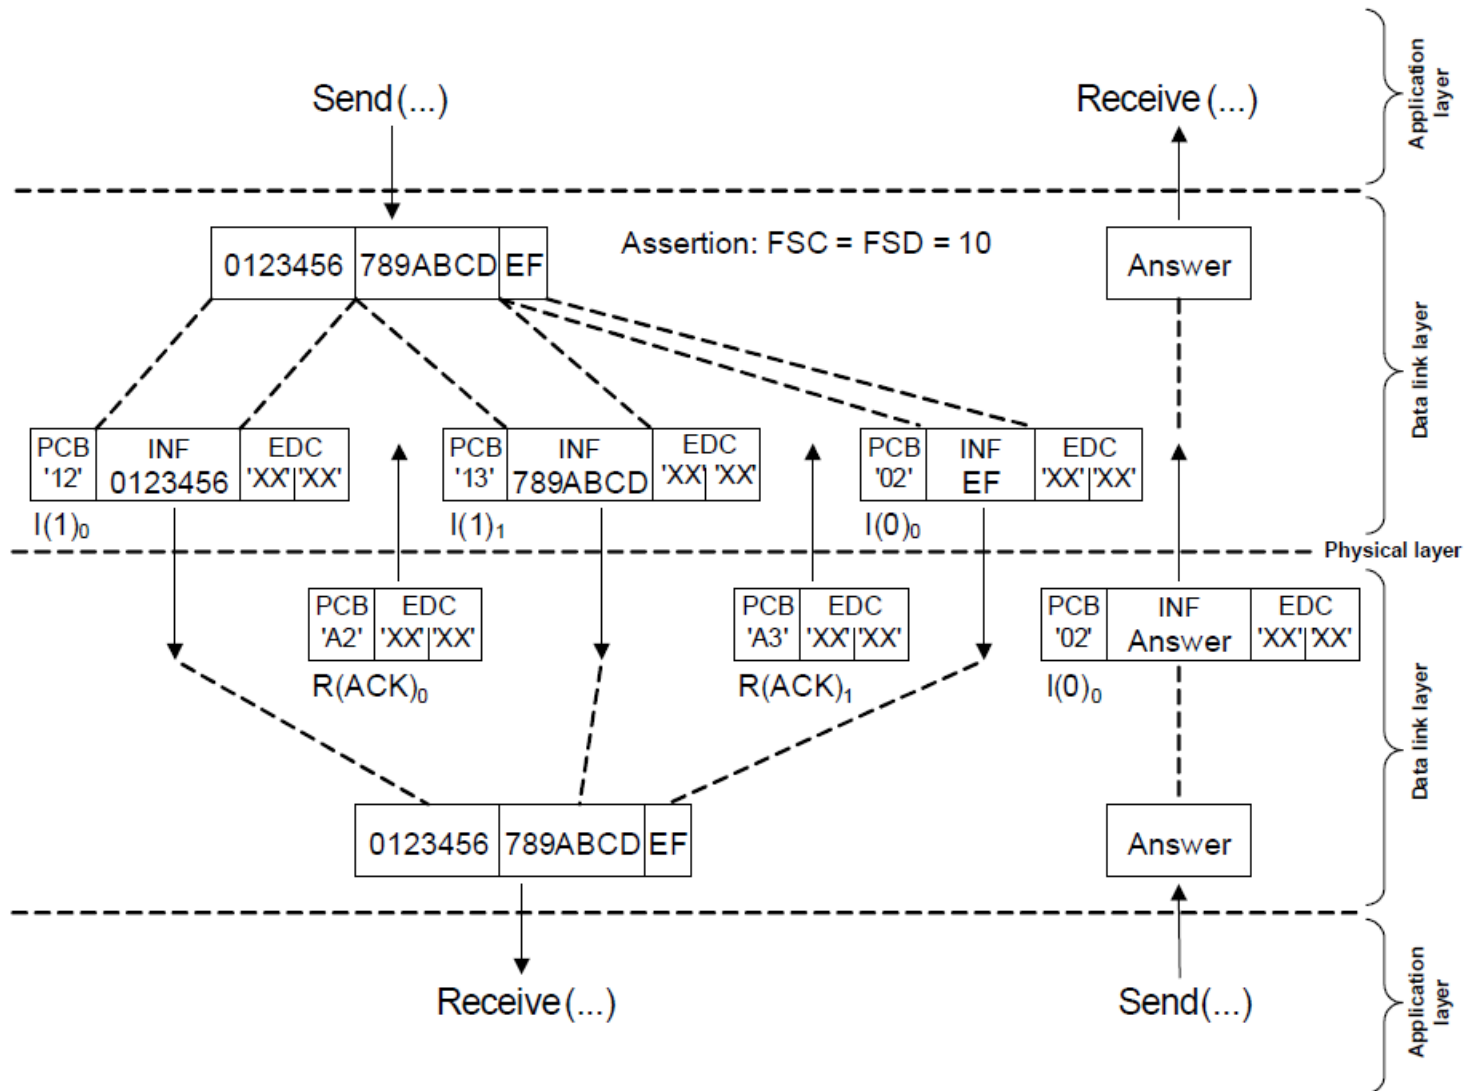 Send(...)
Receive(...)
Application
layer
0123456 789ABCD EF
Assertion: FSC = FSD = 10
Answer
Data link layer
PCB INF EDC
'12' 0123456 'XX' 'XX'
I(1)0
PCB INF EDC
'13' 789ABCD 'XX' 'XX'
I(1)1
PCB INF EDC
'02' EF 'XX' 'XX'
I(0)0
Physical layer
PCB EDC
'A2' 'XX' 'XX'
R(ACK)0
PCB EDC
'A3' 'XX' 'XX'
R(ACK)1
PCB INF EDC
'02' Answer 'XX' 'XX'
I(0)0
Data link layer
0123456 789ABCD EF
Answer
Receive(...)
Send(...)
Application
layer